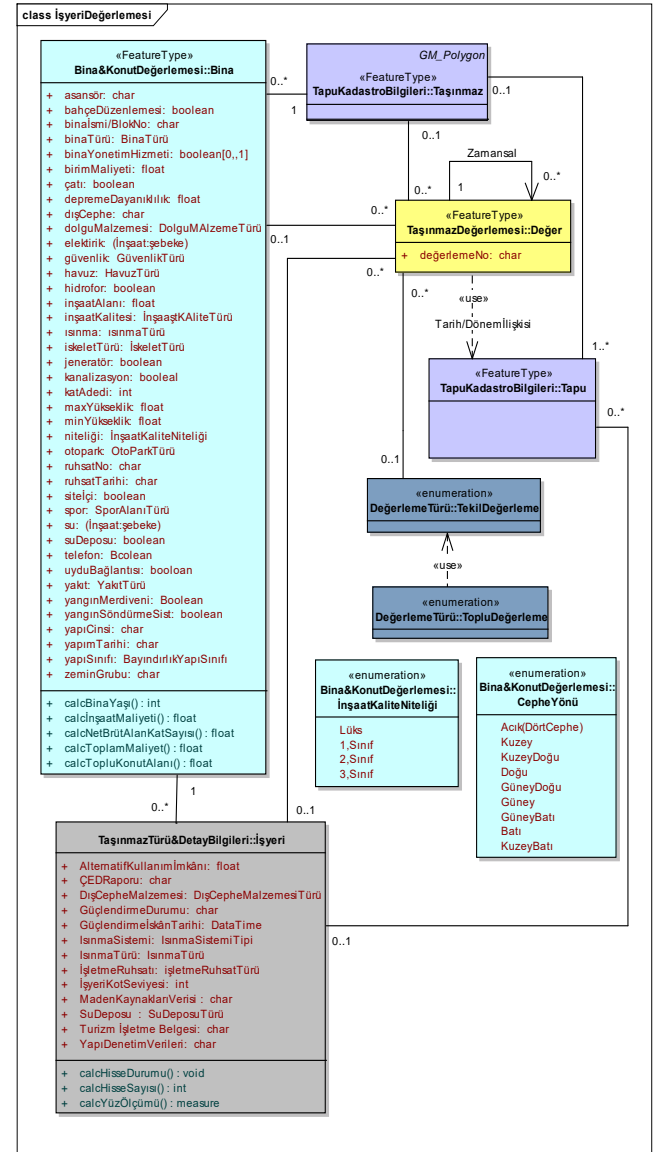 class İşyeriDeğerlemesi
«FeatureType»
Bina&KonutDeğerlemesi::Bina
+ asansör: char
+ bahçeDüzenlemesi: boolean
+ binaİsmi/BlokNo: char
+ binaTürü: BinaTürü
+ binaYonetimHizmeti: boolean[0,,1]
+ birimMaliyeti: float
+ çatı: boolean
+ depremeDayanıklılık: float
+ dışCephe: char
+ dolguMalzemesi: DolguMAlzemeTürü
+ elektirik: (İnşaat:şebeke)
+ güvenlik: GüvenlikTürü
+ havuz: HavuzTürü
+ hidrofor: boolean
+ inşaatAlanı: float
+ inşaatKalitesi: İnşaaştKAliteTürü
+ ısınma: ısınmaTürü
+ iskeletTürü: İskeletTürü
+ jeneratör: boolean
+ kanalizasyon: booleal
+ katAdedi: int
+ maxYükseklik: float
+ minYükseklik: float
+ niteliği: İnşaatKaliteNiteliği
+ otopark: OtoParkTürü
+ ruhsatNo: char
+ ruhsatTarihi: char
+ siteİçi: boolean
+ spor: SporAlanıTürü
+ su: (İnşaat:şebeke)
+ suDeposu: boolean
+ telefon: Bcolean
+ uyduBağlantısı: booloan
+ yakıt: YakıtTürü
+ yangınMerdiveni: Boolean
+ yangınSöndürmeSist: boolean
+ yapıCinsi: char
+ yapımTarihi: char
+ yapıSınıfı: BayındırlıkYapıSınıfı
+ zeminGrubu: char
+ calcBinaYaşı() : int
+ calcİnşaatMaliyeti() : float
+ calcNetBrütAlanKatSayısı() : float
+ calcToplamMaliyet() : float
+ calcTopluKonutAlanı() : float
0..*
1
GM_Polygon
«FeatureType»
TapuKadastroBilgileri::Taşınmaz
0..1
0..1
Zamansal
0..*
1
0..*
0..*
0..1
«FeatureType»
TaşınmazDeğerlemesi::Değer
+ değerlemeNo: char
0..*
0..*
«use»
Tarih/Dönemİlişkisi
1..*
«FeatureType»
TapuKadastroBilgileri::Tapu
0..*
0..1
«enumeration»
DeğerlemeTürü::TekilDeğerleme
«use»
«enumeration»
DeğerlemeTürü::TopluDeğerleme
«enumeration»
Bina&KonutDeğerlemesi::
İnşaatKaliteNiteliği
Lüks
1,Sınıf
2,Sınıf
3,Sınıf
«enumeration»
Bina&KonutDeğerlemesi::
CepheYönü
Acık(DörtCephe)
Kuzey
KuzeyDoğu
Doğu
GüneyDoğu
Güney
GüneyBatı
Batı
KuzeyBatı
1
0..*
0..1
TaşınmazTürü&DetayBilgileri::İşyeri
+ AlternatifKullanımİmkânı: float
+ ÇEDRaporu: char
+ DışCepheMalzemesi: DışCepheMalzemesiTürü
+ GüçlendirmeDurumu: char
+ GüçlendirmeİskânTarihi: DataTime
+ IsınmaSistemi: IsınmaSistemiTipi
+ IsınmaTürü: IsınmaTürü
+ İşletmeRuhsatı: işletmeRuhsatTürü
+ İşyeriKotSeviyesi: int
+ MadenKaynaklarıVerisi : char
+ SuDeposu : SuDeposuTürü
+ Turizm İşletme Belgesi: char
+ YapıDenetimVerileri: char
+ calcHisseDurumu() : void
+ calcHisseSayısı() : int
+ calcYüzÖlçümü() : measure
0..1